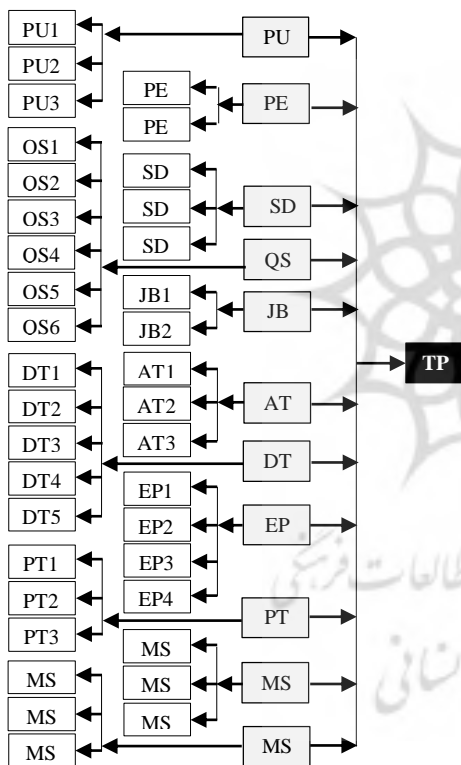 PU1
PU2
PU3
PU
PE
PE
PE
OS1
OS2
OS3
OS4
OS5
OS6
SD
SD
SD
SD
QS
JB1
JB2
JB
TP
DT1
DT2
DT3
DT4
DT5
AT1
AT2
AT3
AT
DT
EP1
EP2
EP3
EP4
EP
PT1
PT2
PT3
PT
MS
MS
MS
MS
MS
MS
MS
MS
مطالعات فرهنگی